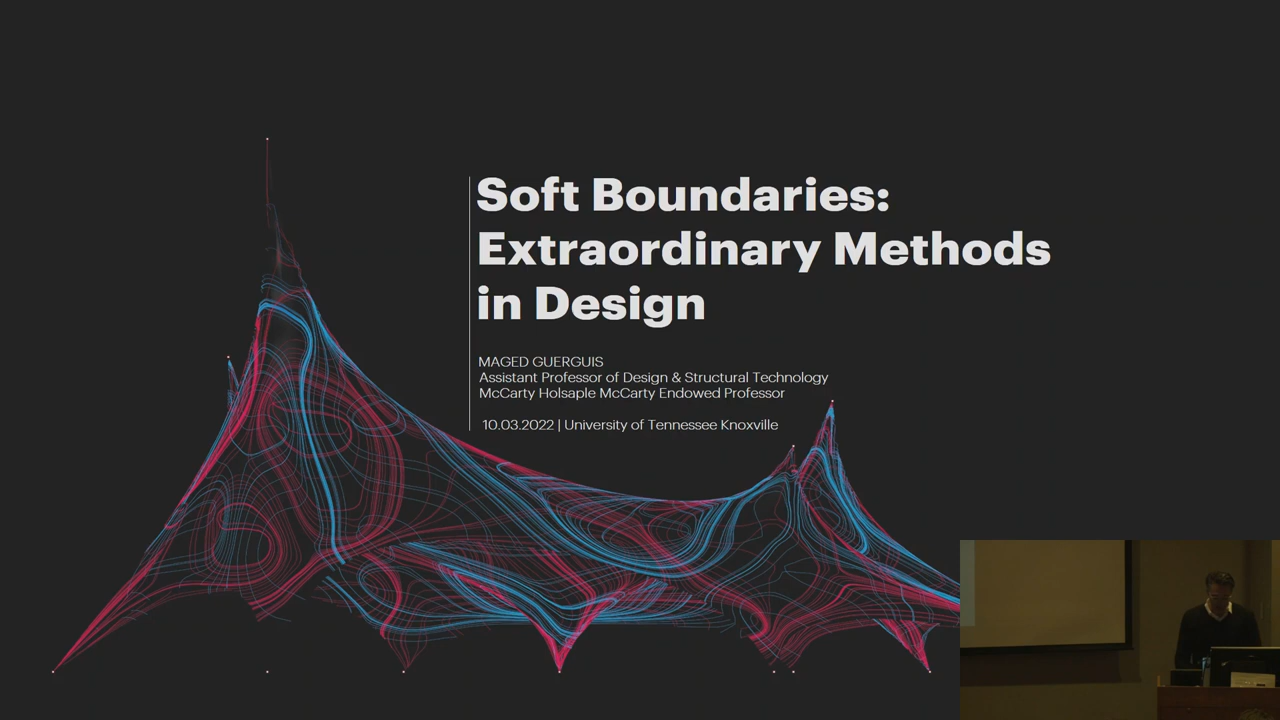 Soft Boundaries:
Extraordinary Methods
in Design
MAGED GUERGUIS
Assistant Professor of Design & Structural Technology
McCarty Holsaple McCarty Endowed Professor
10.03.2022 | University of Tennessee Knoxville